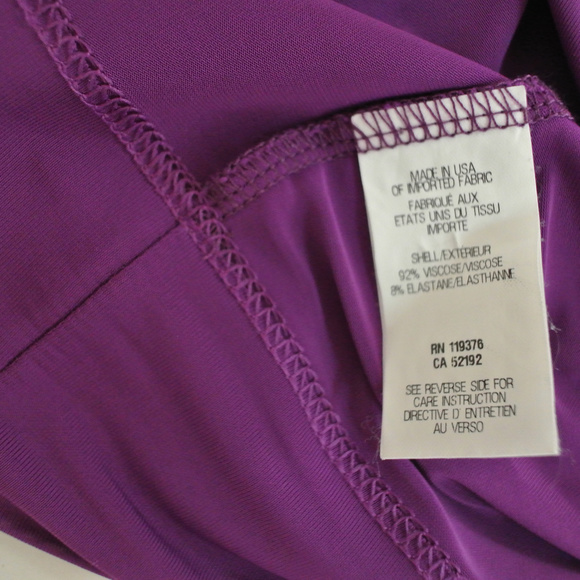 MADE IN USA
OF IMPORTED FABRIC
FABRIQUÉ AUX
ETATS UNIS DU TISSU
IMPORTE
SHELL/EXTERIEUR
92% VISCOSE/VISCOSE
8% ELASTANE/ELASTHANNE
RN 119376
CA 52192
SEE REVERSE SIDE FOR
CARE INSTRUCTION
DIRECTIVE D' ENTRETIEN
AU VERSO